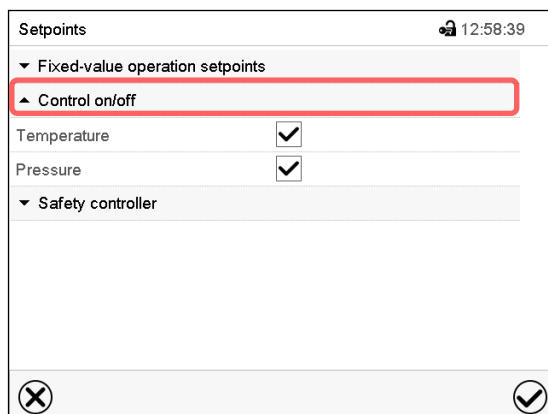 Setpoints 12:58:39
Fixed-value operation setpoints
Control on/off
Temperature
Pressure
Safety controller